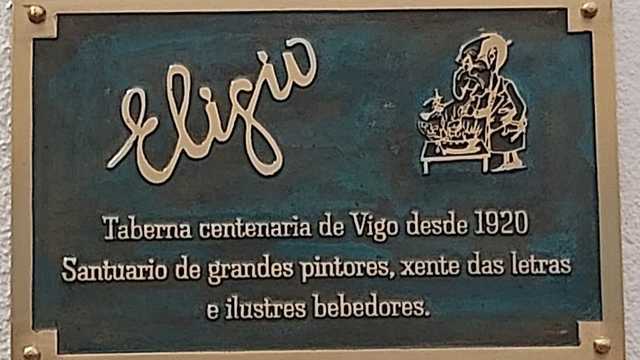 Eligio
Taberna centenaria de Vigo desde 1920
Santuario de grandes pintores, xente das letras
e ilustres bebedores.